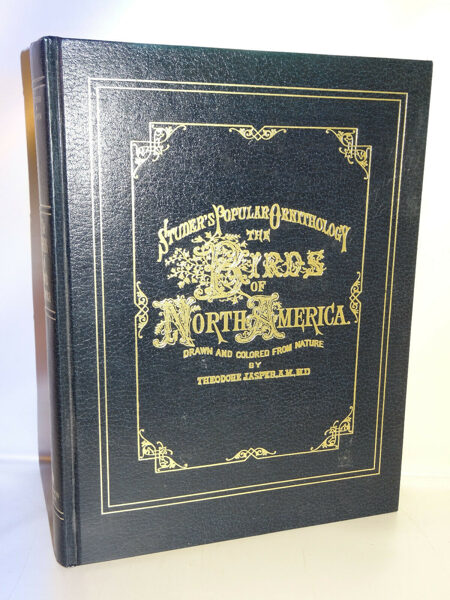 STUDER'S POPULAR ORNITHOLOGY
THE
BIRDS
OF
NORTH AMERICA.
DRAWN AND COLORED FROM NATURE
BY
THEODORE JASPER, A.M., M.D